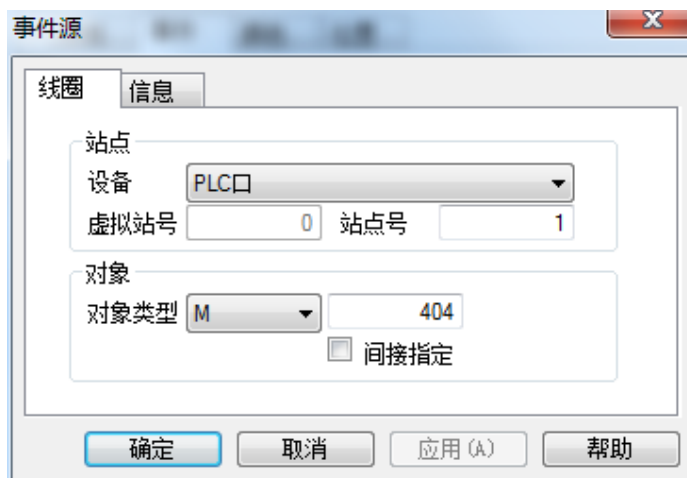 事件源
线圈 信息
站点
设备 PLC口
虚拟站号 0 站点号 1
对象
对象类型 M 404
间接指定
确定 取消 应用(A) 帮助